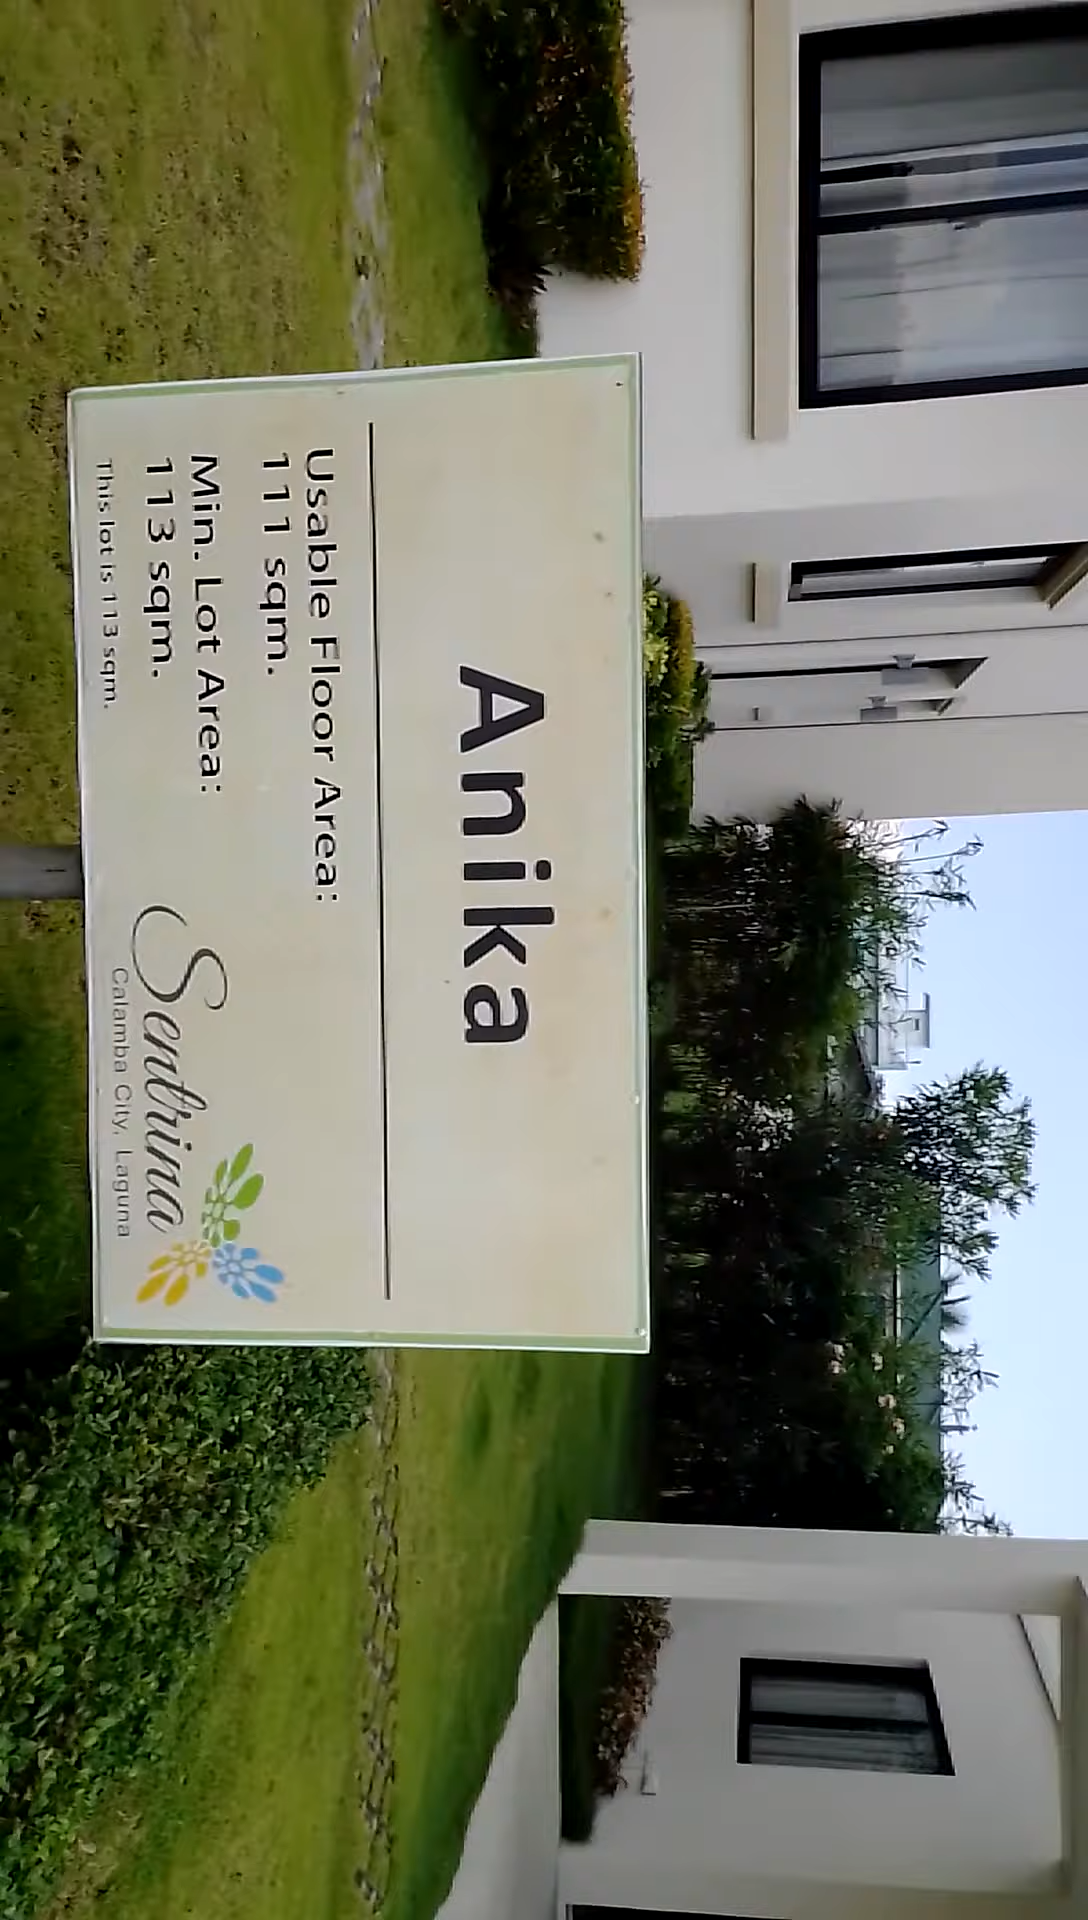 Anika
Usable Floor Area:
111 sqm.
Min. Lot Area:
113 sqm.
This lot is 113 sqm.
Sentrina
Calamba City, Laguna